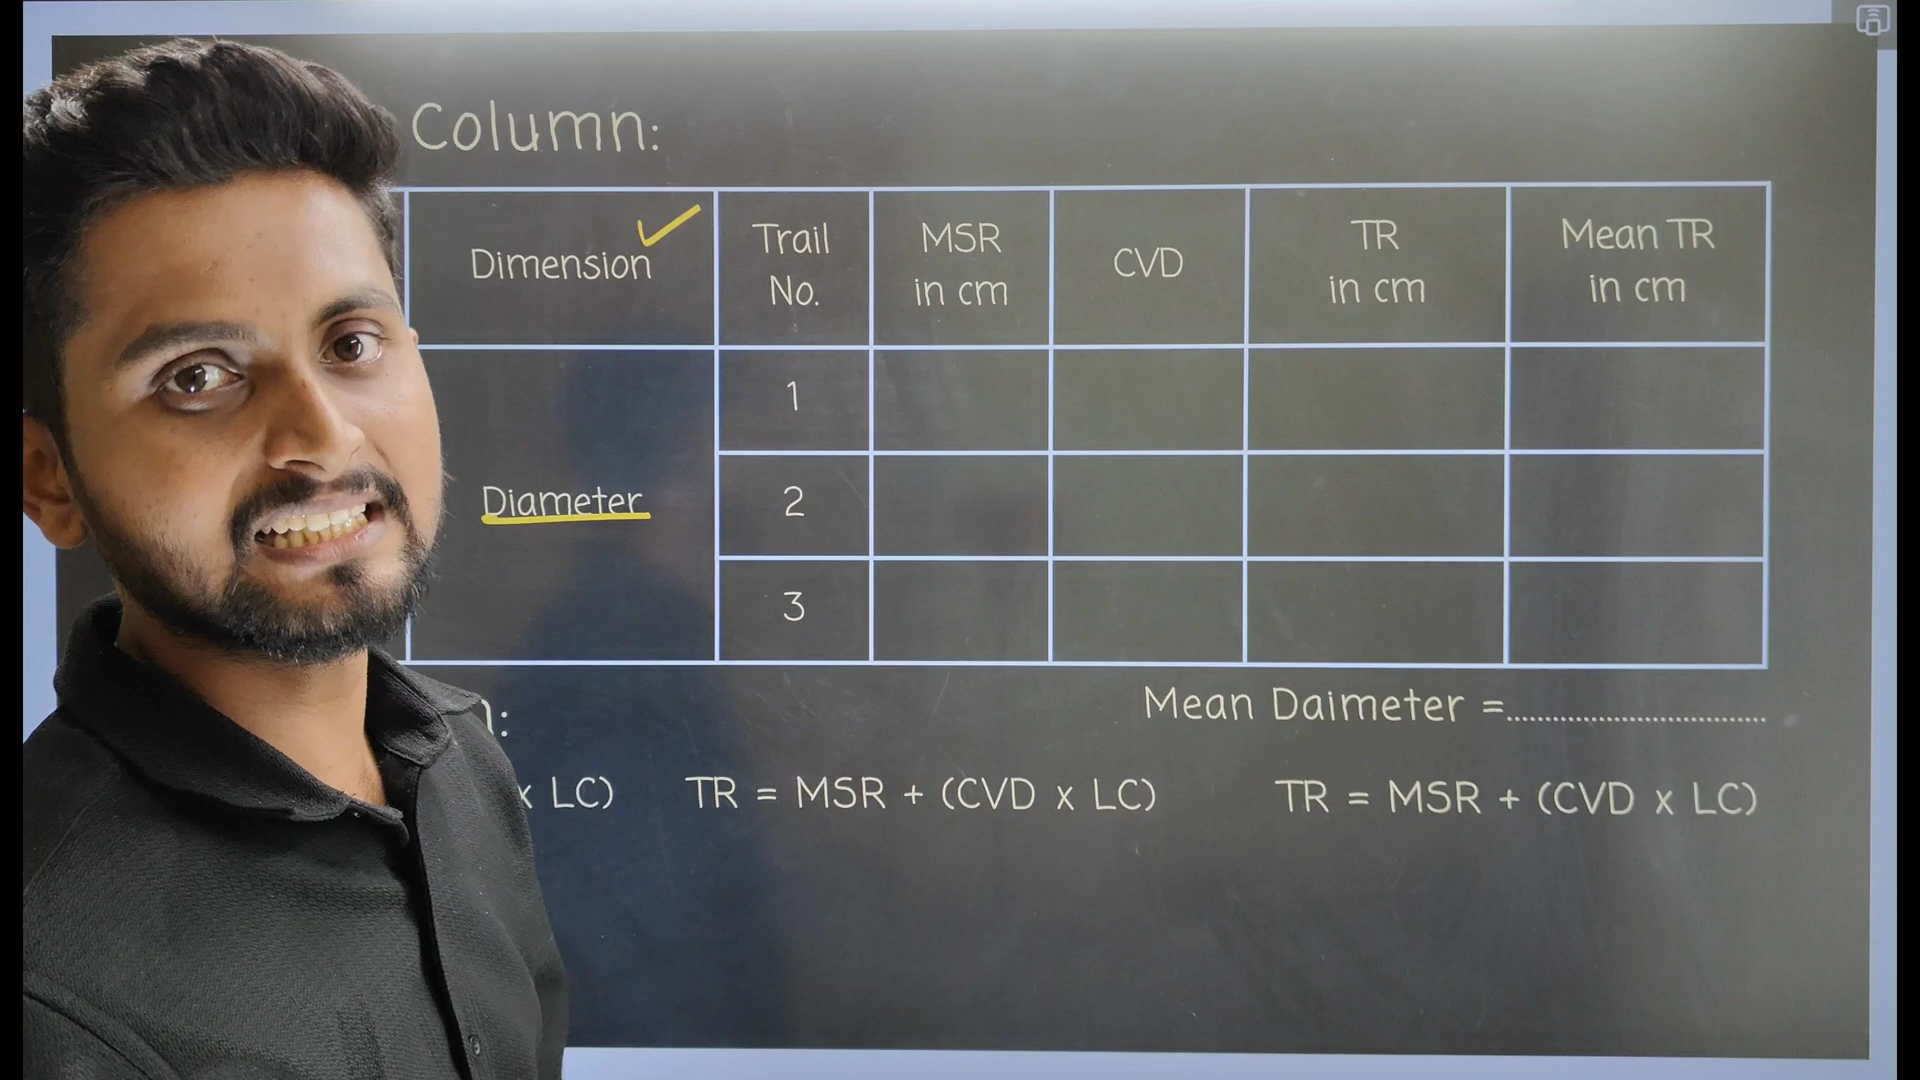 Column:
Dimension
Trail No.
MSR in cm
CVD
TR in cm
Mean TR in cm
Diameter
1
2
3
Mean Daimeter =..............................
x LC) TR = MSR + (CVD x LC) TR = MSR + (CVD x LC)